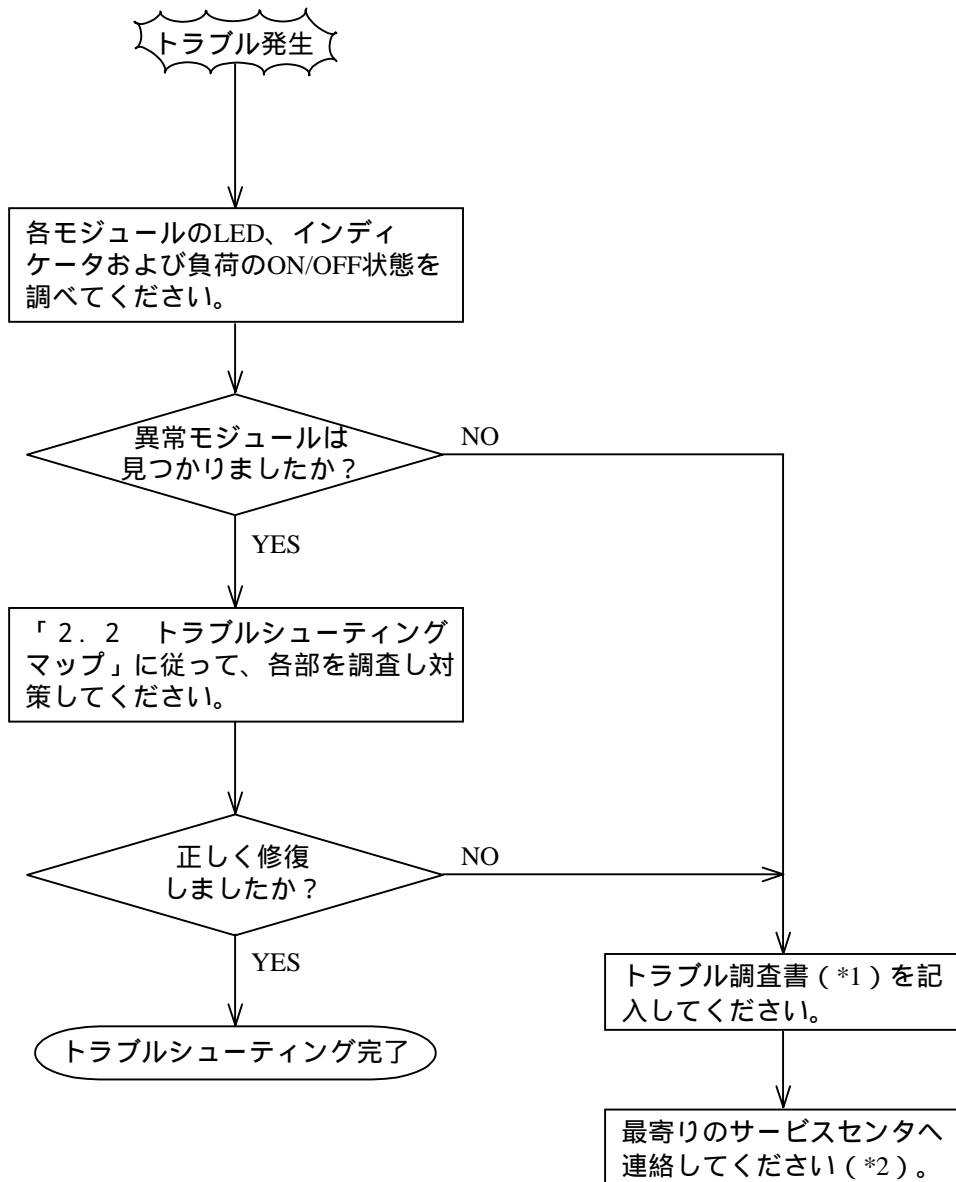 トラブル発生
各モジュールのLED、インディ
ケータおよび負荷のON/OFF状態を
調べてください。
異常モジュールは
見つかりましたか?
NO
YES
「2.2 トラブルシューティング
マップ」に従って、各部を調査し対
策してください。
正しく修復
しましたか?
NO
YES
トラブルシューティング完了
トラブル調査書(*1)を記
入してください。
最寄りのサービスセンタへ
連絡してください(*2)。